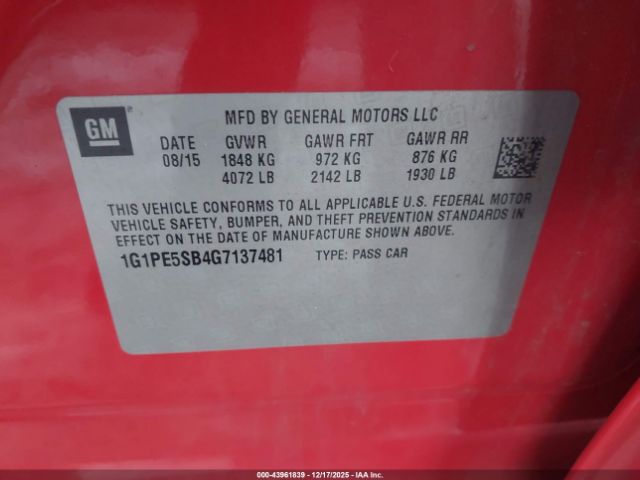 GM
MFD BY GENERAL MOTORS LLC
DATE GVWR GAWR FRT GAWR RR
08/15 1848 KG 972 KG 876 KG
4072 LB 2142 LB 1930 LB
THIS VEHICLE CONFORMS TO ALL APPLICABLE U.S. FEDERAL MOTOR
VEHICLE SAFETY, BUMPER, AND THEFT PREVENTION STANDARDS IN
EFFECT ON THE DATE OF MANUFACTURE SHOWN ABOVE.
1G1PE5SB4G7137481 TYPE: PASS CAR
000-43961839 - 12/17/2025 - IAAI.COM